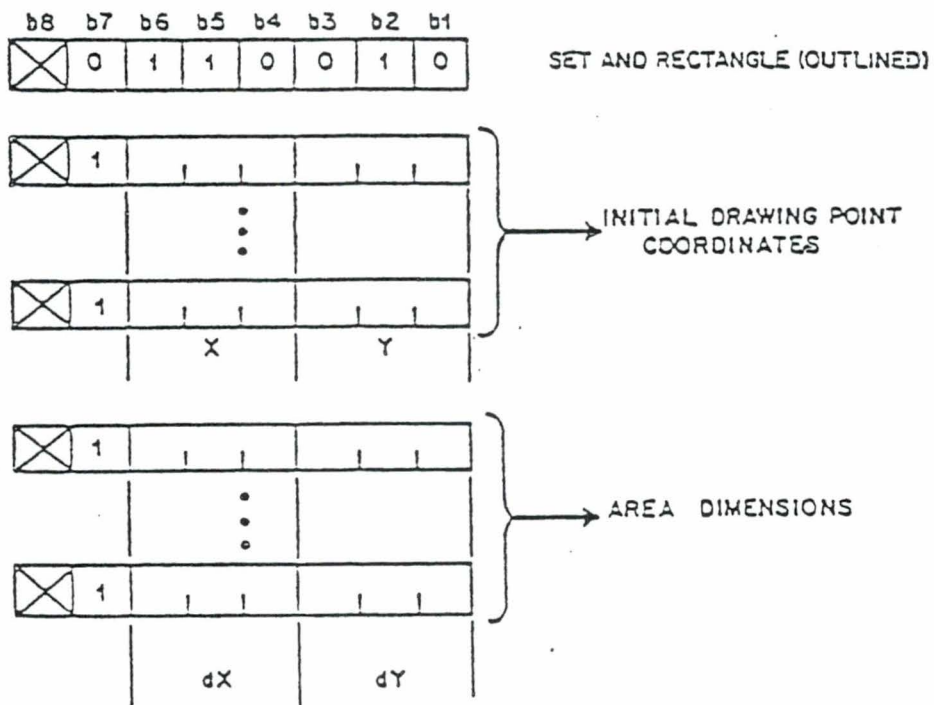 b8 b7 b6 b5 b4 b3 b2 b1
0 1 1 0 0 1 0 SET AND RECTANGLE (OUTLINED)
1
INITIAL DRAWING POINT
COORDINATES
1
X Y
1
AREA DIMENSIONS
1
dX dY